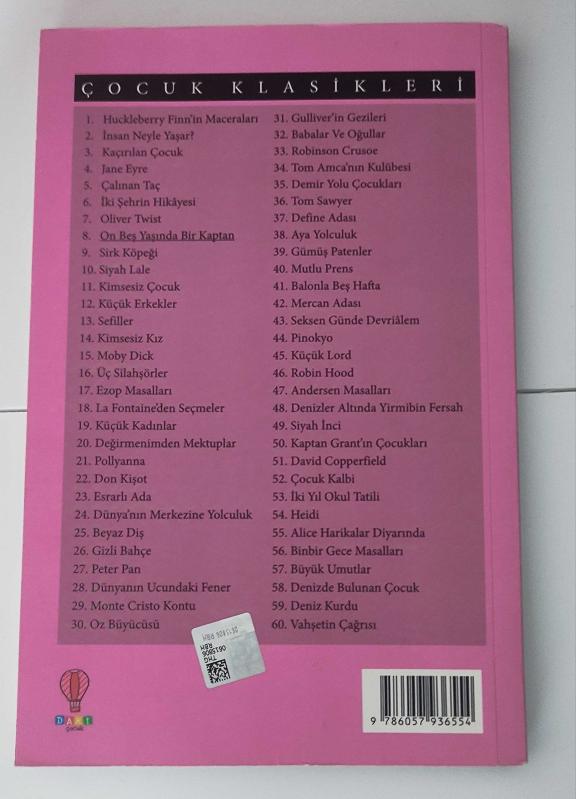 ÇOCUK KLASİKLERİ
1. Huckleberry Finn'in Maceraları
2. İnsan Neyle Yaşar?
3. Kaçırılan Çocuk
4. Jane Eyre
5. Çalınan Taç
6. İki Şehrin Hikâyesi
7. Oliver Twist
8. On Beş Yaşında Bir Kaptan
9. Sirk Köpeği
10. Siyah Lale
11. Kimsesiz Çocuk
12. Küçük Erkekler
13. Sefiller
14. Kimsesiz Kız
15. Moby Dick
16. Üç Silahşörler
17. Ezop Masalları
18. La Fontaine'den Seçmeler
19. Küçük Kadınlar
20. Değirmenimden Mektuplar
21. Pollyanna
22. Don Kişot
23. Esrarlı Ada
24. Dünya'nın Merkezine Yolculuk
25. Beyaz Diş
26. Gizli Bahçe
27. Peter Pan
28. Dünyanın Ucundaki Fener
29. Monte Cristo Kontu
30. Oz Büyücüsü
31. Gulliver'in Gezileri
32. Babalar Ve Oğullar
33. Robinson Crusoe
34. Tom Amca'nın Kulübesi
35. Demir Yolu Çocukları
36. Tom Sawyer
37. Define Adası
38. Aya Yolculuk
39. Gümüş Patenler
40. Mutlu Prens
41. Balonla Beş Hafta
42. Mercan Adası
43. Seksen Günde Devriâlem
44. Pinokyo
45. Küçük Lord
46. Robin Hood
47. Andersen Masalları
48. Denizler Altında Yirmibin Fersah
49. Siyah İnci
50. Kaptan Grant'ın Çocukları
51. David Copperfield
52. Çocuk Kalbi
53. İki Yıl Okul Tatili
54. Heidi
55. Alice Harikalar Diyarında
56. Binbir Gece Masalları
57. Büyük Umutlar
58. Denizde Bulunan Çocuk
59. Deniz Kurdu
60. Vahşetin Çağrısı
0615806 RBM
THG
RBM
0615806
çocuk
9 786057 936554